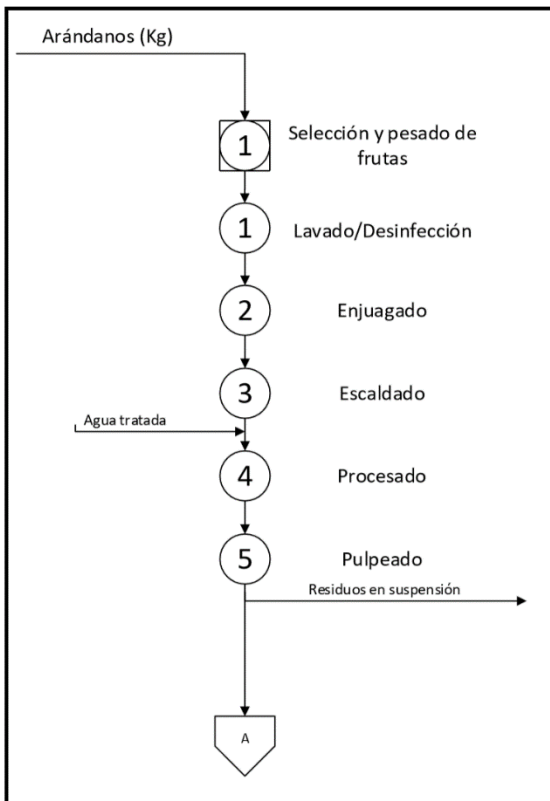 Arándanos (Kg)
1
Selección y pesado de
frutas
1
Lavado/Desinfección
2
Enjuagado
3
Escaldado
Agua tratada
4
Procesado
5
Pulpeado
Residuos en suspensión
A